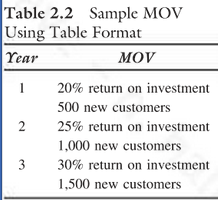 Table 2.2 Sample MOV
Using Table Format
Year MOV
1 20% return on investment
500 new customers
2 25% return on investment
1,000 new customers
3 30% return on investment
1,500 new customers